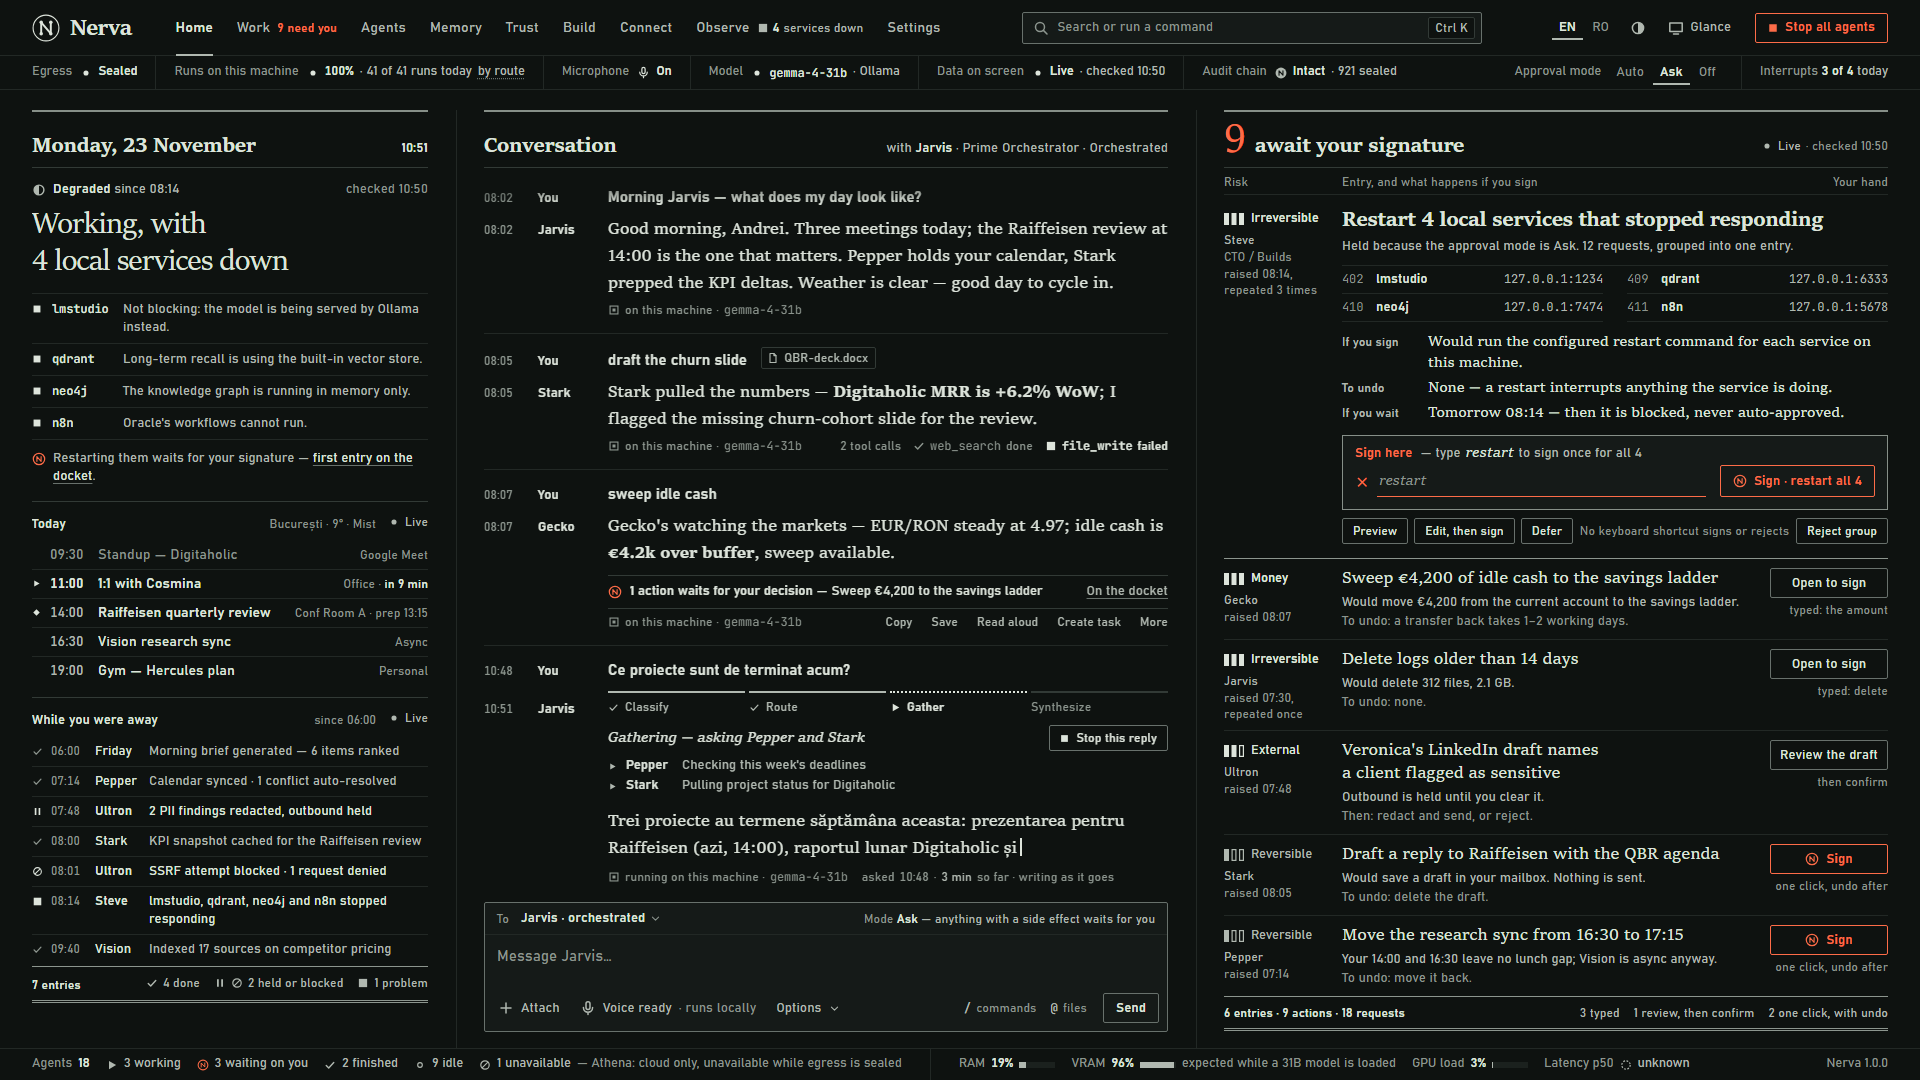 Nerva
Home
Work 9 need you
Agents
Memory
Trust
Build
Connect
Observe 4 services down
Settings
Search or run a command Ctrl K
EN RO
Glance
Stop all agents
Egress Sealed
Runs on this machine 100% · 41 of 41 runs today by route
Microphone On
Model gemma-4-31b · Ollama
Data on screen Live · checked 10:50
Audit chain Intact · 921 sealed
Approval mode Auto Ask Off
Interrupts 3 of 4 today
Monday, 23 November 10:51
Degraded since 08:14 checked 10:50
Working, with
4 local services down
lmstudio Not blocking: the model is being served by Ollama
instead.
qdrant Long-term recall is using the built-in vector store.
neo4j The knowledge graph is running in memory only.
n8n Oracle's workflows cannot run.
Restarting them waits for your signature — first entry on the
docket.
Today București · 9° · Mist Live
09:30 Standup — Digitaholic Google Meet
11:00 1:1 with Cosmina Office · in 9 min
14:00 Raiffeisen quarterly review Conf Room A · prep 13:15
16:30 Vision research sync Async
19:00 Gym — Hercules plan Personal
While you were away since 06:00 Live
06:00 Friday Morning brief generated — 6 items ranked
07:14 Pepper Calendar synced · 1 conflict auto-resolved
07:48 Ultron 2 PII findings redacted, outbound held
08:00 Stark KPI snapshot cached for the Raiffeisen review
08:01 Ultron SSRF attempt blocked · 1 request denied
08:14 Steve lmstudio, qdrant, neo4j and n8n stopped
responding
09:40 Vision Indexed 17 sources on competitor pricing
7 entries 4 done 2 held or blocked 1 problem
Conversation with Jarvis · Prime Orchestrator · Orchestrated
08:02 You Morning Jarvis — what does my day look like?
08:02 Jarvis Good morning, Andrei. Three meetings today; the Raiffeisen review at
14:00 is the one that matters. Pepper holds your calendar, Stark
prepped the KPI deltas. Weather is clear — good day to cycle in.
on this machine · gemma-4-31b
08:05 You draft the churn slide QBR-deck.docx
08:05 Stark Stark pulled the numbers — Digitaholic MRR is +6.2% WoW; I
flagged the missing churn-cohort slide for the review.
on this machine · gemma-4-31b 2 tool calls web_search done file_write failed
08:07 You sweep idle cash
08:07 Gecko Gecko's watching the markets — EUR/RON steady at 4.97; idle cash is
€4.2k over buffer, sweep available.
1 action waits for your decision — Sweep €4,200 to the savings ladder On the docket
on this machine · gemma-4-31b Copy Save Read aloud Create task More
10:48 You Ce proiecte sunt de terminat acum?
10:51 Jarvis Classify Route Gather Synthesize
Gathering — asking Pepper and Stark Stop this reply
Pepper Checking this week's deadlines
Stark Pulling project status for Digitaholic
Trei proiecte au termene săptămâna aceasta: prezentarea pentru
Raiffeisen (azi, 14:00), raportul lunar Digitaholic și
running on this machine · gemma-4-31b asked 10:48 · 3 min so far · writing as it goes
To Jarvis · orchestrated Mode Ask — anything with a side effect waits for you
Message Jarvis…
Attach Voice ready · runs locally Options / commands @ files Send
9 await your signature Live · checked 10:50
Risk Entry, and what happens if you sign Your hand
Irreversible Restart 4 local services that stopped responding
Steve
CTO / Builds
raised 08:14,
repeated 3 times
Held because the approval mode is Ask. 12 requests, grouped into one entry.
402 lmstudio 127.0.0.1:1234 409 qdrant 127.0.0.1:6333
410 neo4j 127.0.0.1:7474 411 n8n 127.0.0.1:5678
If you sign Would run the configured restart command for each service on
this machine.
To undo None — a restart interrupts anything the service is doing.
If you wait Tomorrow 08:14 — then it is blocked, never auto-approved.
Sign here — type restart to sign once for all 4
restart Sign · restart all 4
Preview Edit, then sign Defer No keyboard shortcut signs or rejects Reject group
Money Sweep €4,200 of idle cash to the savings ladder Open to sign
Gecko Would move €4,200 from the current account to the savings ladder. typed: the amount
raised 08:07 To undo: a transfer back takes 1–2 working days.
Irreversible Delete logs older than 14 days Open to sign
Jarvis Would delete 312 files, 2.1 GB. typed: delete
raised 07:30, To undo: none.
repeated once
External Veronica's LinkedIn draft names Review the draft
Ultron a client flagged as sensitive then confirm
raised 07:48 Outbound is held until you clear it.
Then: redact and send, or reject.
Reversible Draft a reply to Raiffeisen with the QBR agenda Sign
Stark Would save a draft in your mailbox. Nothing is sent. one click, undo after
raised 08:05 To undo: delete the draft.
Reversible Move the research sync from 16:30 to 17:15 Sign
Pepper Your 14:00 and 16:30 leave no lunch gap; Vision is async anyway. one click, undo after
raised 07:14 To undo: move it back.
6 entries · 9 actions · 18 requests 3 typed 1 review, then confirm 2 one click, with undo
Agents 18 3 working 3 waiting on you 2 finished 9 idle 1 unavailable — Athena: cloud only, unavailable while egress is sealed
RAM 19% VRAM 96% expected while a 31B model is loaded GPU load 3% Latency p50 unknown
Nerva 1.0.0